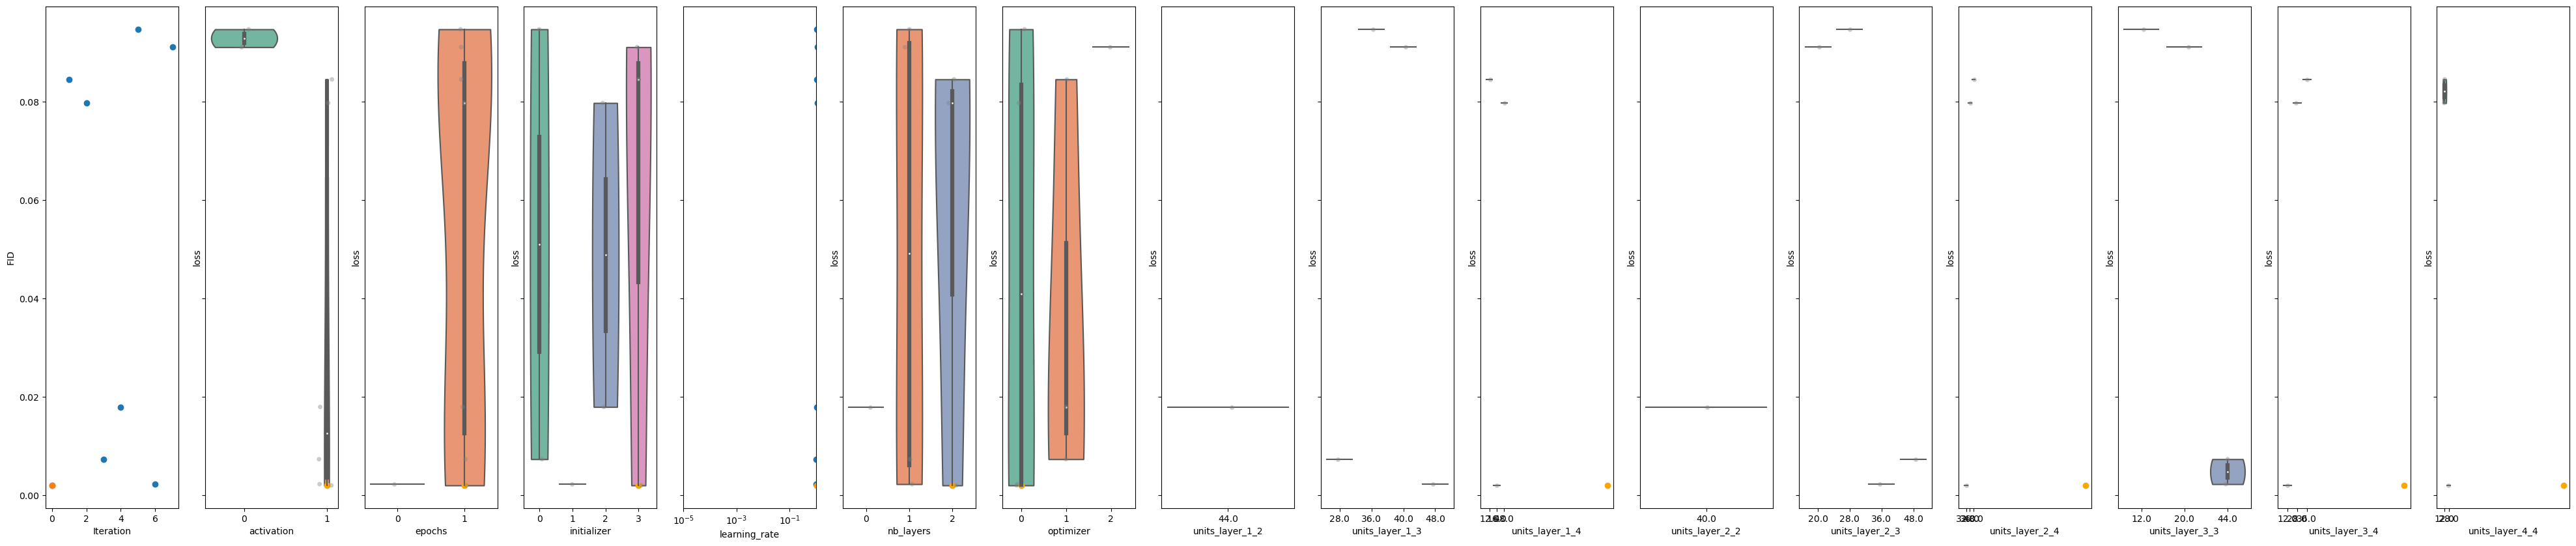 FID
0.08
0.06
0.04
0.02
0.00
0 2 4 6
Iteration
loss
0 1
activation
loss
0 1
epochs
loss
0 1 2 3
initializer
10⁻⁵ 10⁻³ 10⁻¹
learning_rate
loss
0 1 2
nb_layers
loss
0 1 2
optimizer
loss
44.0
units_layer_1_2
loss
28.0 36.0 40.0 48.0
units_layer_1_3
loss
units_layer_1_4
loss
40.0
units_layer_2_2
loss
20.0 28.0 36.0 48.0
units_layer_2_3
loss
units_layer_2_4
loss
12.0 20.0 44.0
units_layer_3_3
loss
units_layer_3_4
loss
units_layer_4_4